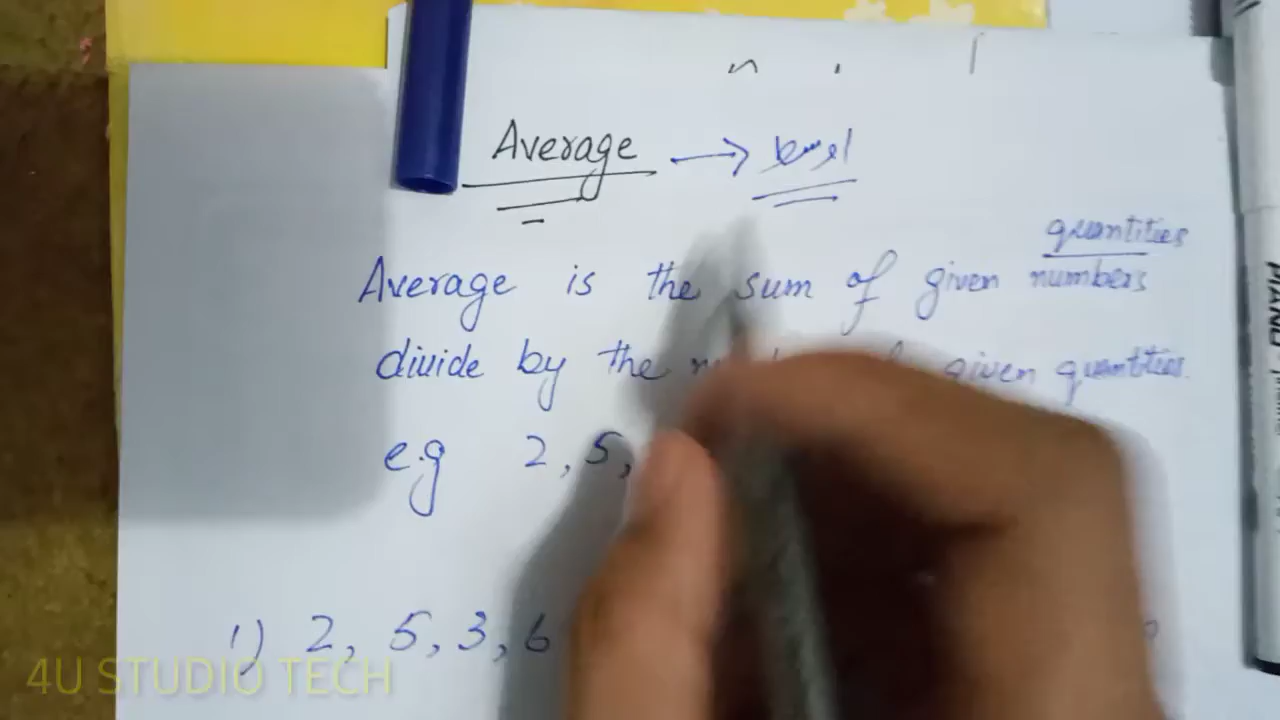 Average → اوسط
quantities
Average is the sum of given numbers
divide by the given quantities.
e.g 2, 5,
1) 2, 5, 3, 6
4U STUDIO TECH